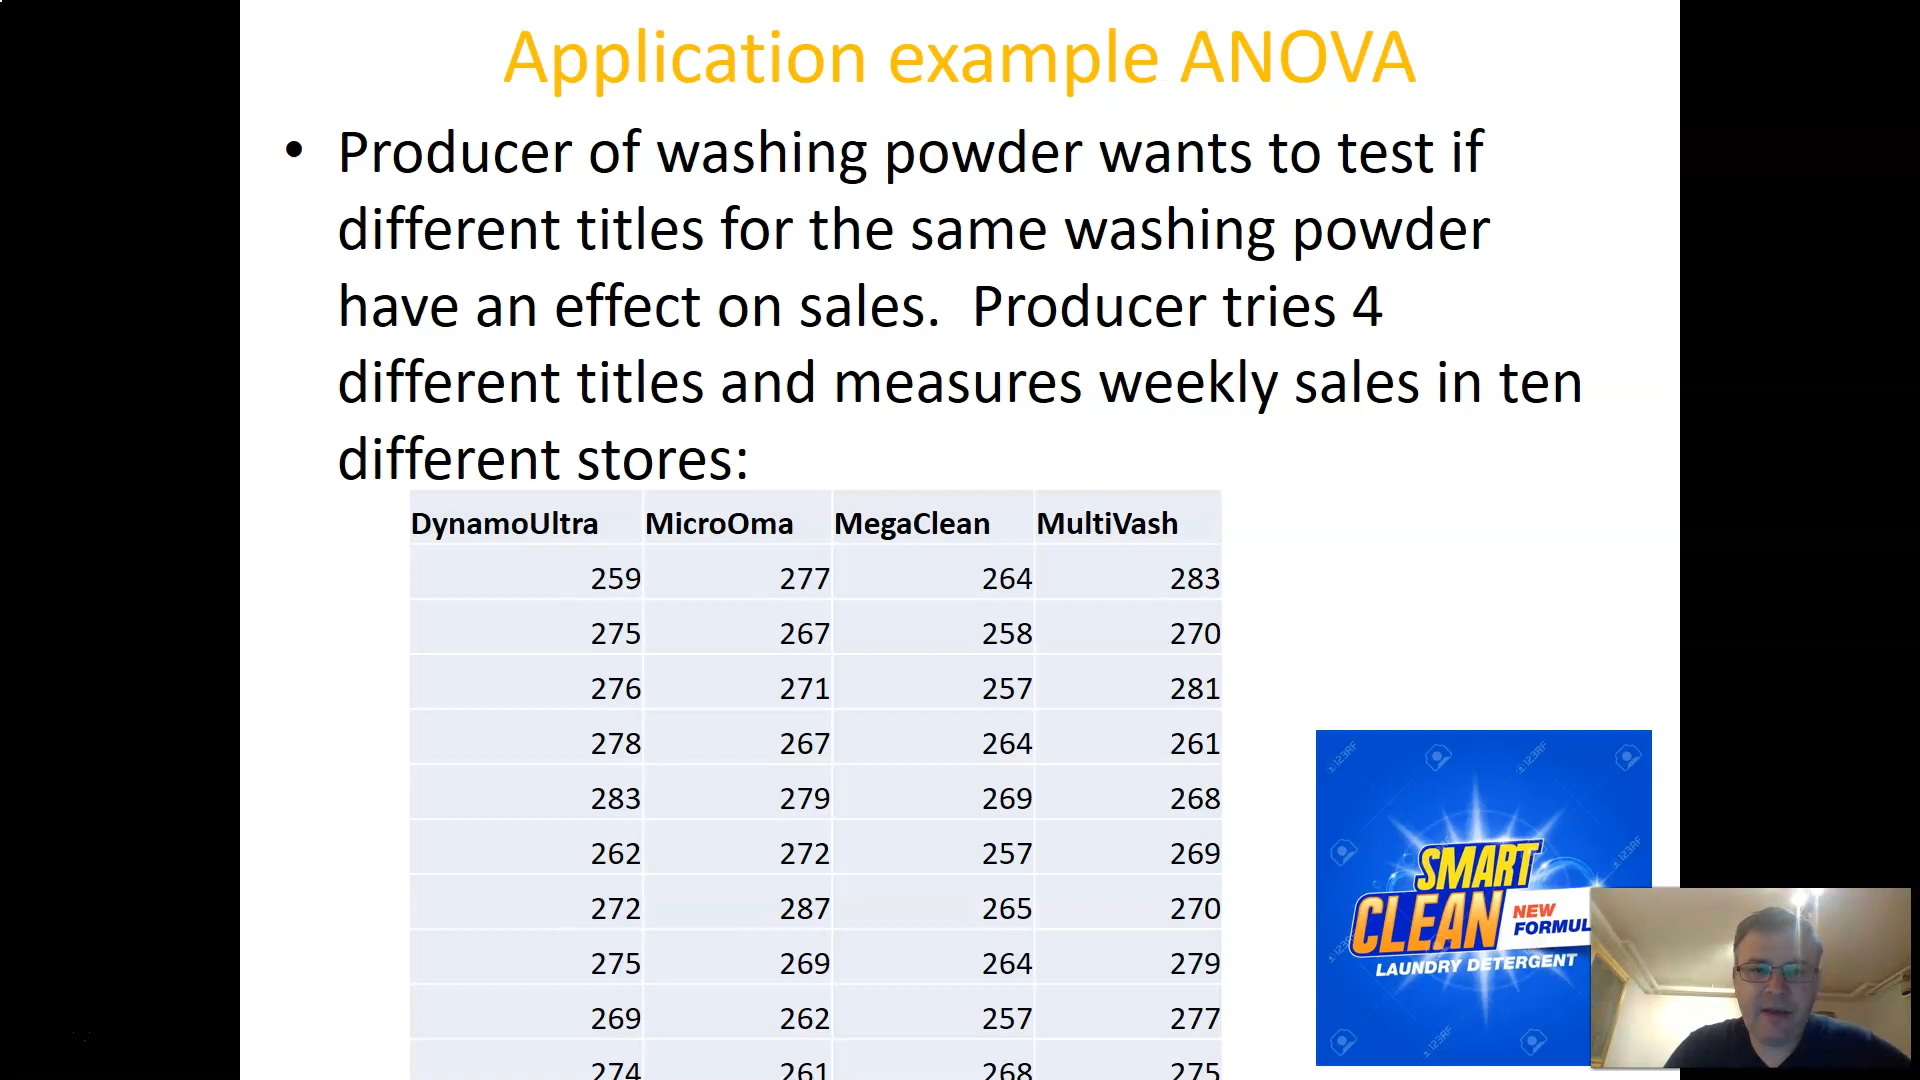 Application example ANOVA
• Producer of washing powder wants to test if
different titles for the same washing powder
have an effect on sales.  Producer tries 4
different titles and measures weekly sales in ten
different stores:
DynamoUltra MicroOma MegaClean MultiVash
259 277 264 283
275 267 258 270
276 271 257 281
278 267 264 261
283 279 269 268
262 272 257 269
272 287 265 270
275 269 264 279
269 262 257 277
274 261 268 275
123RF
123RF
SMART
CLEAN
NEW
FORMUL
LAUNDRY DETERGENT
123RF
123RF